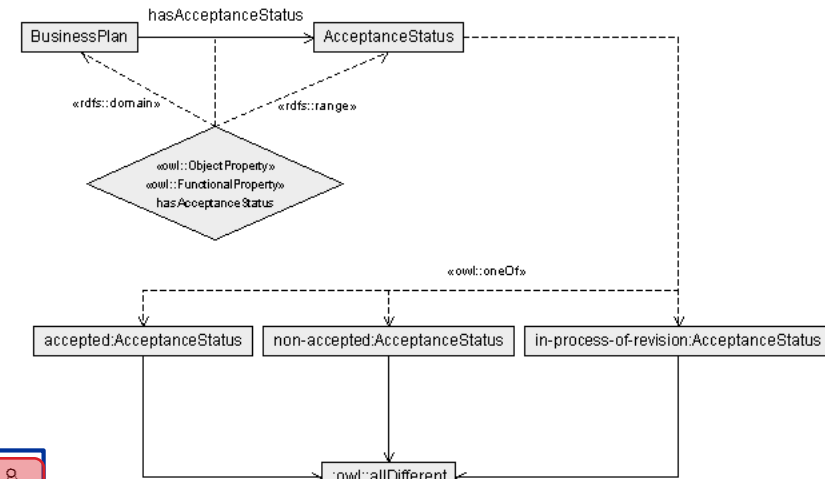 hasAcceptanceStatus
BusinessPlan
AcceptanceStatus
«rdfs::domain»
«rdfs::range»
«owl::ObjectProperty»
«owl::FunctionalProperty»
hasAcceptanceStatus
«owl::oneOf»
accepted:AcceptanceStatus
non-accepted:AcceptanceStatus
in-process-of-revision:AcceptanceStatus
:owl::allDifferent